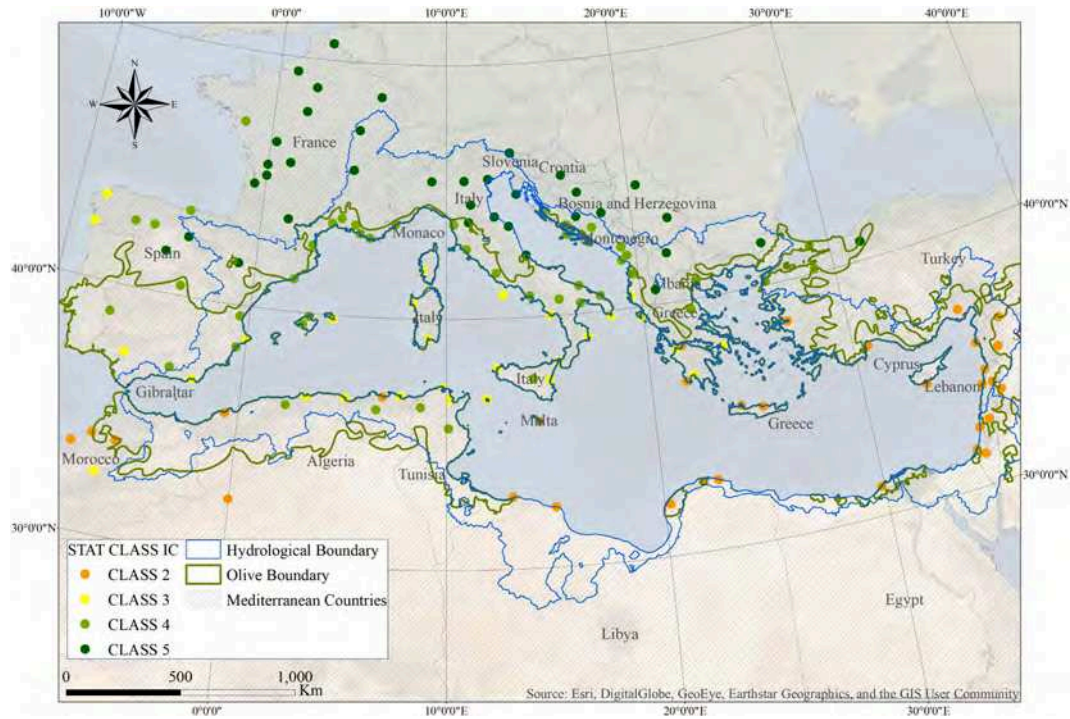 10°0'0"W 0°0'0" 10°0'0"E 20°0'0"E 30°0'0"E 40°0'0"E
N
W E
S
France
Slovenia
Croatia
Italy
Bosnia and Herzegovina
40°0'0"N
Monaco
Montenegro
Spain
40°0'0"N
Turkey
Albania
Italy
Greece
Cyprus
Gibraltar
Italy
Lebanon
Malta
Greece
Morocco
Algeria
Tunisia
30°0'0"N
30°0'0"N
Egypt
Libya
STAT CLASS IC
CLASS 2
CLASS 3
CLASS 4
CLASS 5
Hydrological Boundary
Olive Boundary
Mediterranean Countries
0 500 1,000
Km
Source: Esri, DigitalGlobe, GeoEye, Earthstar Geographics, and the GIS User Community
0°0'0" 10°0'0"E 20°0'0"E 30°0'0"E